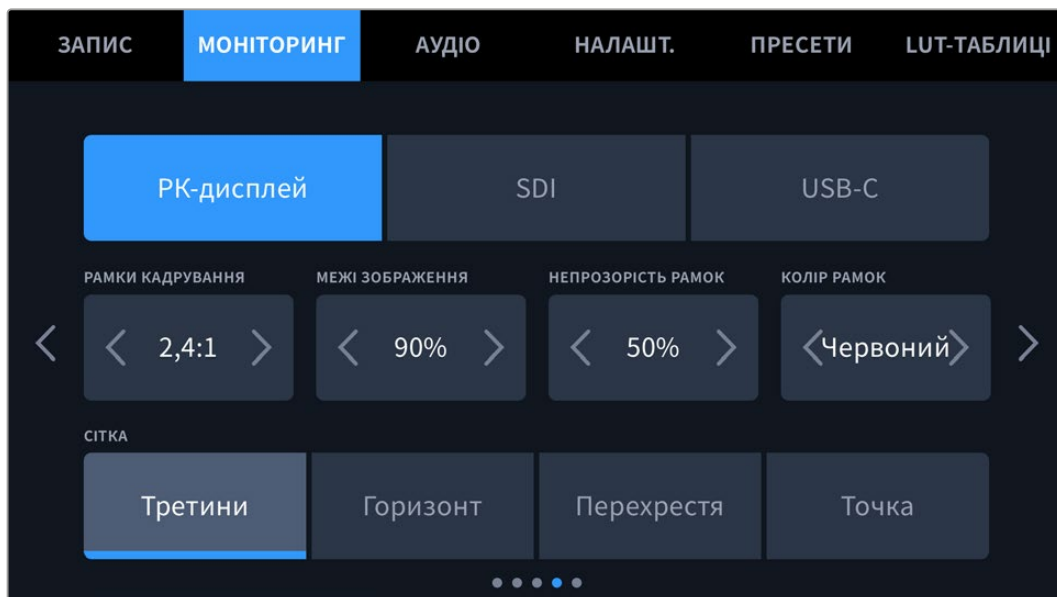 ЗАПИС МОНІТОРИНГ АУДІО НАЛАШТ. ПРЕСЕТИ LUT-ТАБЛИЦІ
РК-дисплей SDI USB-C
РАМКИ КАДРУВАННЯ МЕЖІ ЗОБРАЖЕННЯ НЕПРОЗОРІСТЬ РАМОК КОЛІР РАМОК
2,4:1 90% 50% Червоний
СІТКА
Третини Горизонт Перехрестя Точка